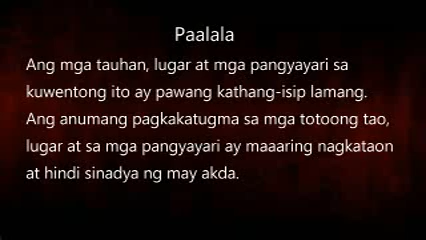 Paalala
Ang mga tauhan, lugar at mga pangyayari sa
kuwentong ito ay pawang kathang-isip lamang.
Ang anumang pagkakatugma sa mga totoong tao,
lugar at sa mga pangyayari ay maaaring nagkataon
at hindi sinadya ng may akda.